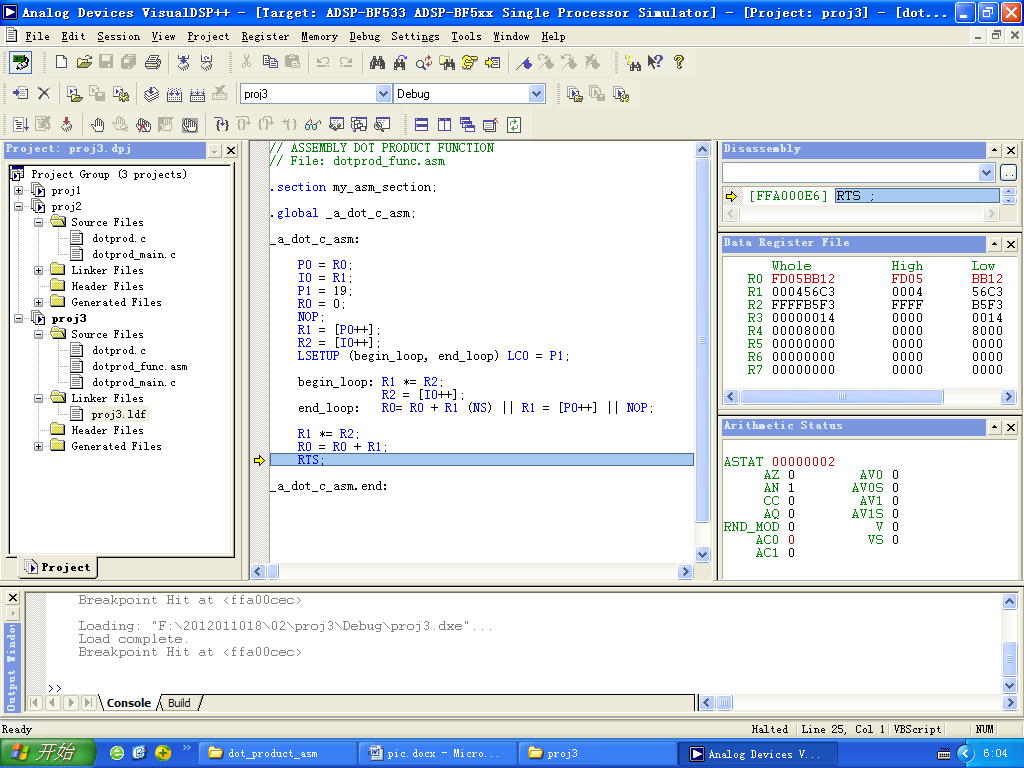 Analog Devices VisualDSP++ - [Target: ADSP-BF533 ADSP-BF5xx Single Processor Simulator] - [Project: proj3] - [dot...
File Edit Session View Project Register Memory Debug Settings Tools Window Help
proj3 Debug
Project: proj3.dpj
Project Group (3 projects)
proj1
proj2
Source Files
dotprod.c
dotprod_main.c
Linker Files
Header Files
Generated Files
proj3
Source Files
dotprod.c
dotprod_func.asm
dotprod_main.c
Linker Files
proj3.ldf
Header Files
Generated Files
Project
// ASSEMBLY DOT PRODUCT FUNCTION
// File: dotprod_func.asm
.section my_asm_section;
.global _a_dot_c_asm;
_a_dot_c_asm:
P0 = R0;
I0 = R1;
P1 = 19;
R0 = 0;
NOP;
R1 = [P0++];
R2 = [I0++];
LSETUP (begin_loop, end_loop) LC0 = P1;
begin_loop: R1 *= R2;
R2 = [I0++];
end_loop: R0= R0 + R1 (NS) || R1 = [P0++] || NOP;
R1 *= R2;
R0 = R0 + R1;
RTS;
_a_dot_c_asm.end:
Disassembly
[FFA000E6] RTS ;
Data Register File
Whole High Low
R0 FD05BB12 FD05 BB12
R1 000456C3 0004 56C3
R2 FFFFB5F3 FFFF B5F3
R3 00000014 0000 0014
R4 00008000 0000 8000
R5 00000000 0000 0000
R6 00000000 0000 0000
R7 00000000 0000 0000
Arithmetic Status
ASTAT 00000002
AZ 0 AV0 0
AN 1 AV0S 0
CC 0 AV1 0
AQ 0 AV1S 0
RND_MOD 0 V 0
AC0 0 VS 0
AC1 0
Output Window
Breakpoint Hit at <ffa00cec>
Loading: "F:\2012011018\02\proj3\Debug\proj3.dxe"...
Load complete.
Breakpoint Hit at <ffa00cec>
>>
Console Build
Ready Halted Line 25, Col 1 VBScript NUM
开始 dot_product_asm pic.docx - Micro... proj3 Analog Devices V... 6:04